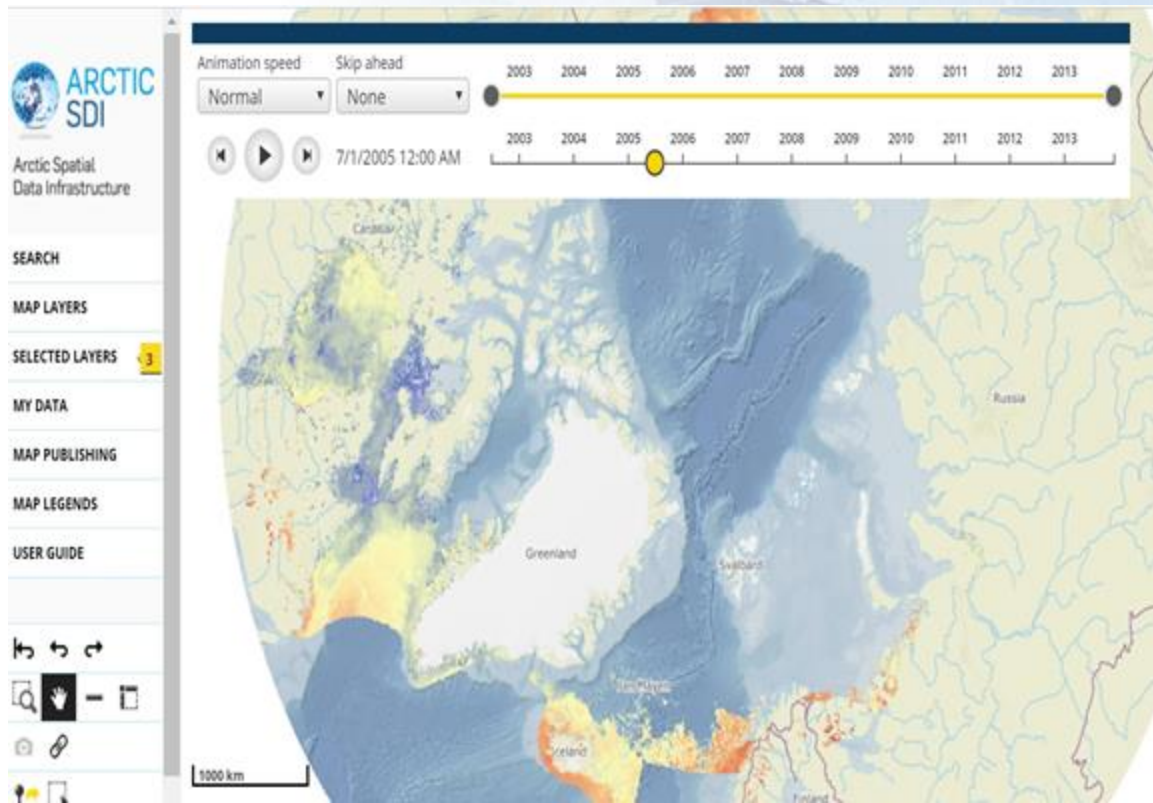 ARCTIC
SDI
Arctic Spatial
Data Infrastructure
SEARCH
MAP LAYERS
SELECTED LAYERS 3
MY DATA
MAP PUBLISHING
MAP LEGENDS
USER GUIDE
Animation speed Skip ahead
Normal None
2003 2004 2005 2006 2007 2008 2009 2010 2011 2012 2013
7/1/2005 12:00 AM
2003 2004 2005 2006 2007 2008 2009 2010 2011 2012 2013
Canada
Russia
Greenland
Svalbard
Jan Mayen
Iceland
Finland
1000 km